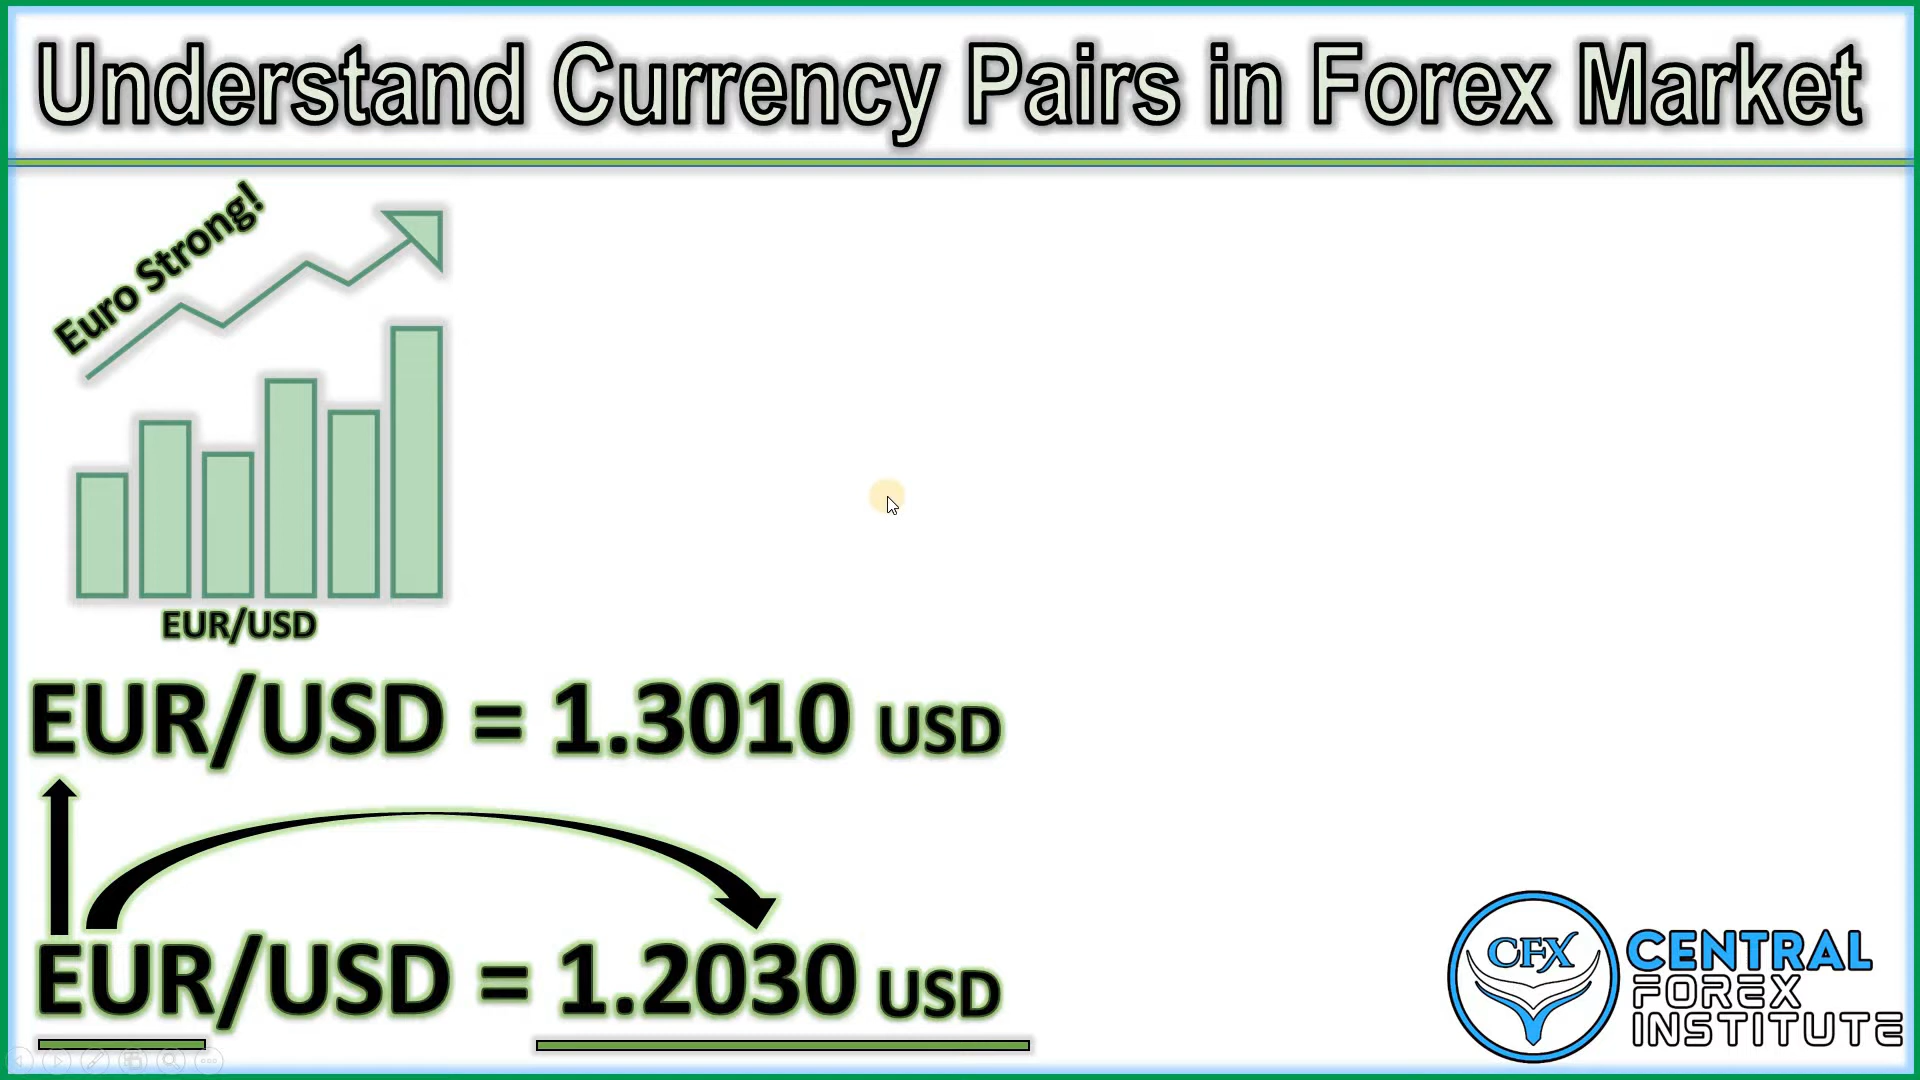 Understand Currency Pairs in Forex Market
Euro Strong!
EUR/USD
EUR/USD = 1.3010 USD
EUR/USD = 1.2030 USD
CFX
CENTRAL
FOREX
INSTITUTE